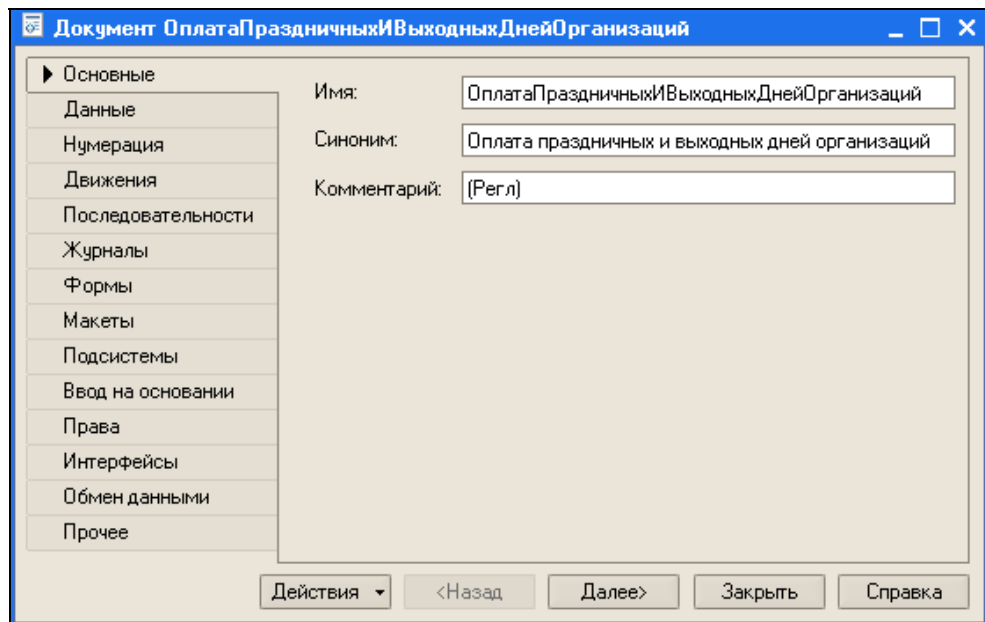 Документ ОплатаПраздничныхИВыходныхДнейОрганизаций
Основные
Данные
Нумерация
Движения
Последовательности
Журналы
Формы
Макеты
Подсистемы
Ввод на основании
Права
Интерфейсы
Обмен данными
Прочее
Имя: ОплатаПраздничныхИВыходныхДнейОрганизаций
Синоним: Оплата праздничных и выходных дней организаций
Комментарий: (Регл)
Действия <Назад Далее> Закрыть Справка